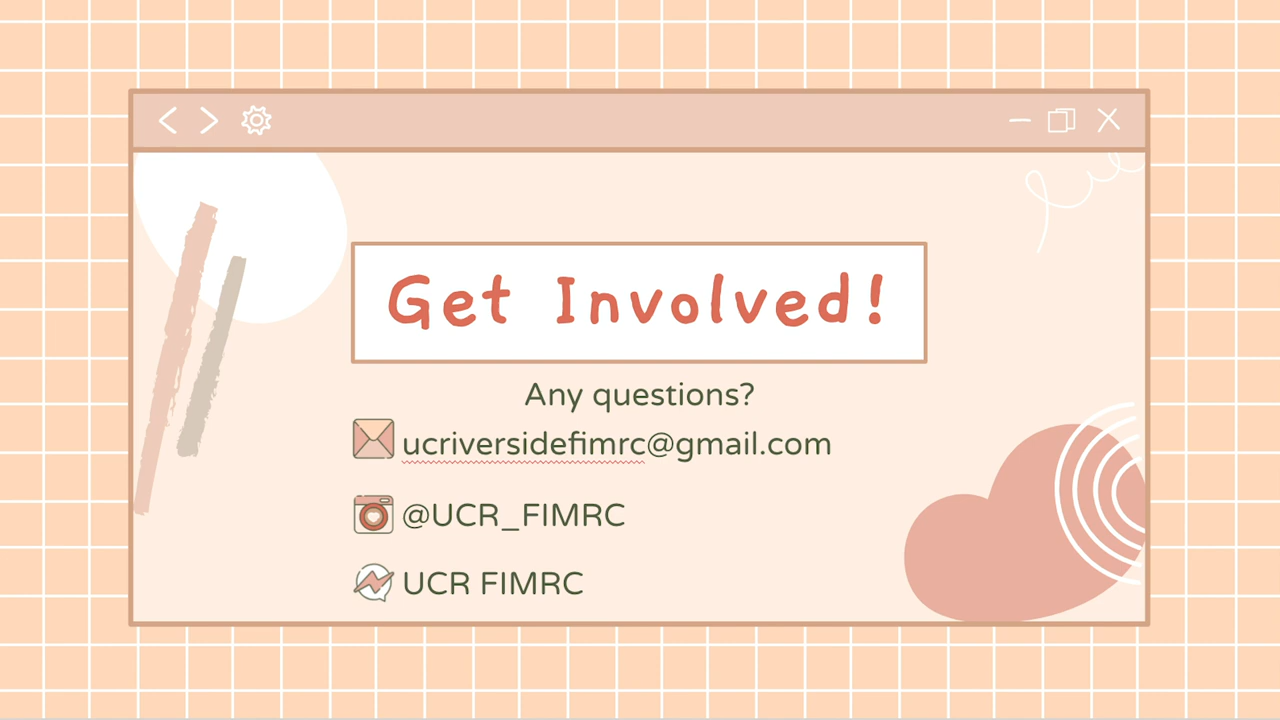 Get Involved!
Any questions?
ucriversidefimrc@gmail.com
@UCR_FIMRC
UCR FIMRC